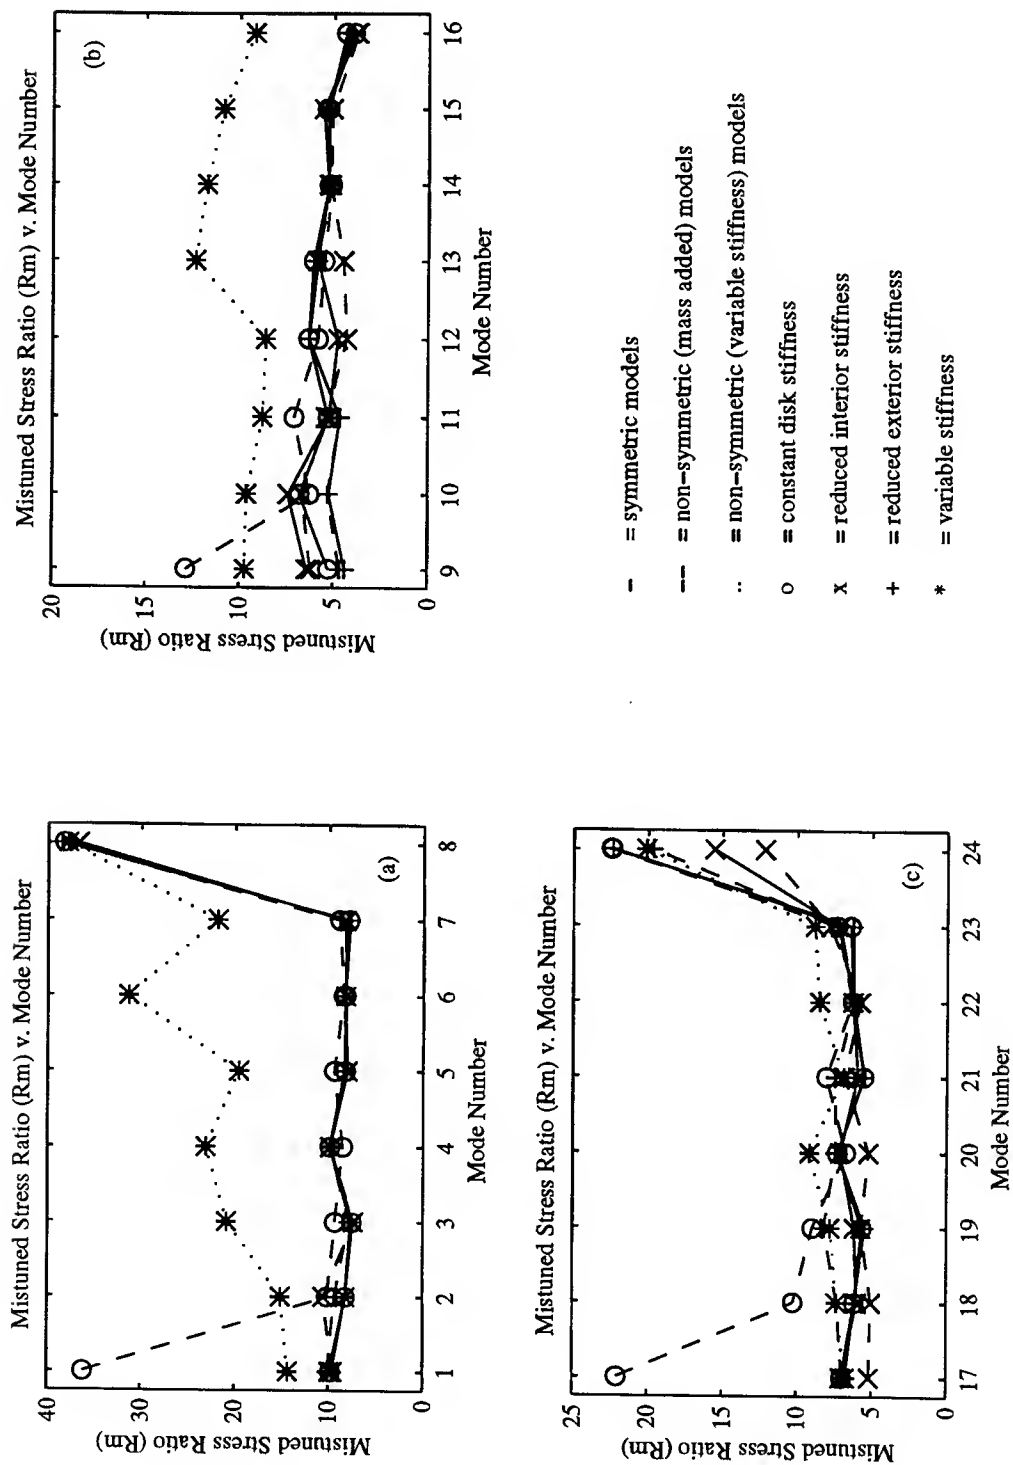 Mistuned Stress Ratio (Rm) v. Mode Number
40
30
20
10
0
Mistuned Stress Ratio (Rm)
(a)
1 2 3 4 5 6 7 8
Mode Number
Mistuned Stress Ratio (Rm) v. Mode Number
20
15
10
5
0
Mistuned Stress Ratio (Rm)
(b)
9 10 11 12 13 14 15 16
Mode Number
Mistuned Stress Ratio (Rm) v. Mode Number
25
20
15
10
5
0
Mistuned Stress Ratio (Rm)
(c)
17 18 19 20 21 22 23 24
Mode Number
– = symmetric models
-- = non-symmetric (mass added) models
.. = non-symmetric (variable stiffness) models
o = constant disk stiffness
x = reduced interior stiffness
+ = reduced exterior stiffness
* = variable stiffness